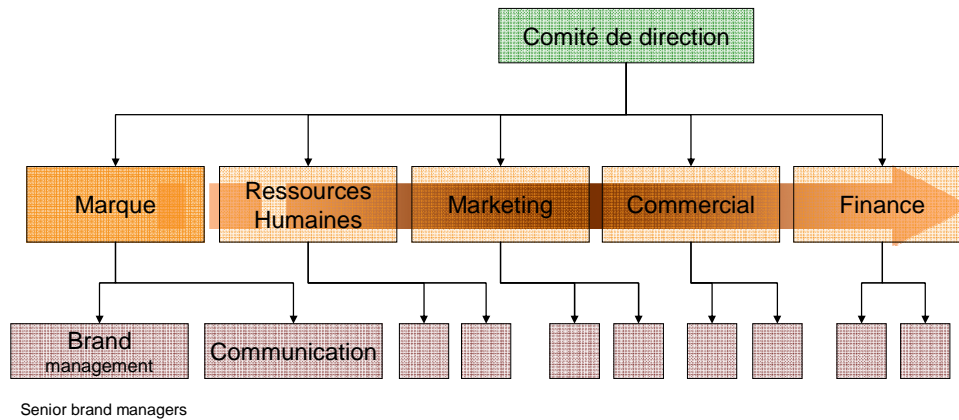 Comité de direction
Marque
Ressources
Humaines
Marketing
Commercial
Finance
Brand
management
Communication
Senior brand managers